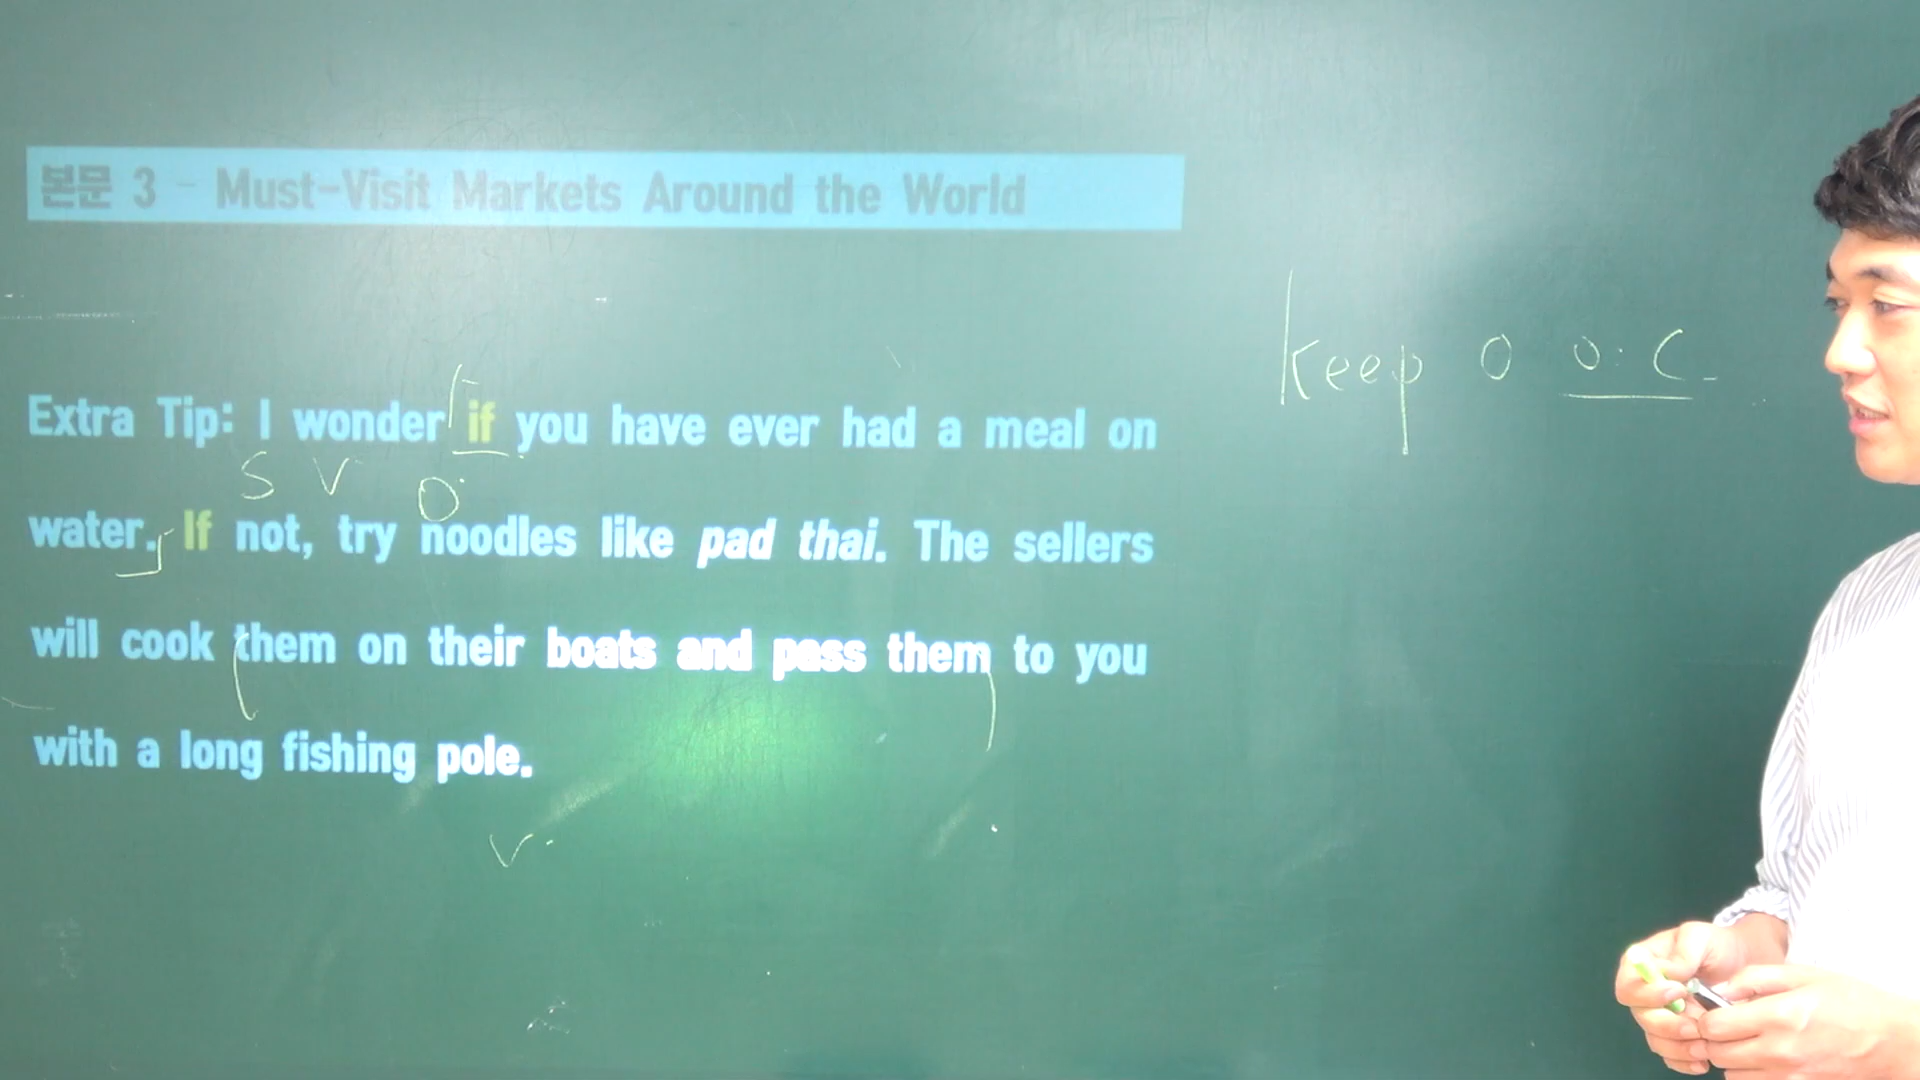 본문 3 - Must-Visit Markets Around the World
keep O O.C.
Extra Tip: I wonder if you have ever had a meal on
S V O
water. If not, try noodles like pad thai. The sellers
will cook them on their boats and pass them to you
with a long fishing pole.
V